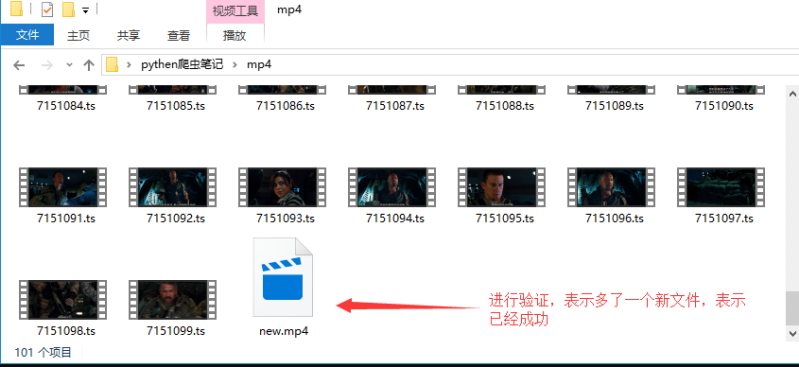 视频工具 mp4
文件 主页 共享 查看 播放
pythen爬虫笔记 mp4
7151084.ts 7151085.ts 7151086.ts 7151087.ts 7151088.ts 7151089.ts 7151090.ts
7151091.ts 7151092.ts 7151093.ts 7151094.ts 7151095.ts 7151096.ts 7151097.ts
7151098.ts 7151099.ts new.mp4
进行验证，表示多了一个新文件，表示
已经成功
101 个项目